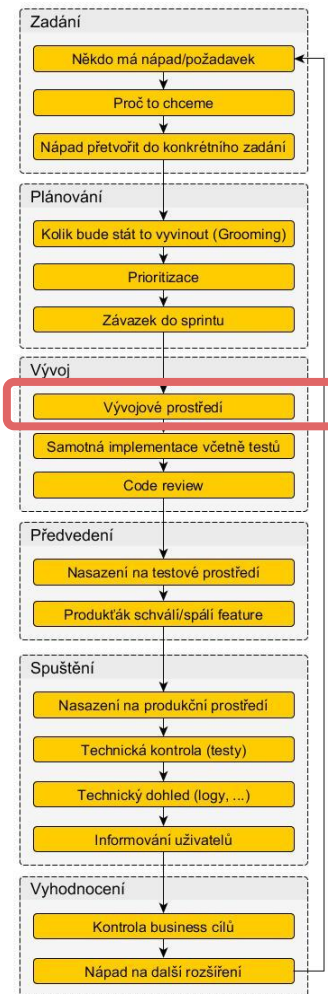 Zadání
Někdo má nápad/požadavek
Proč to chceme
Nápad přetvořit do konkrétního zadání
Plánování
Kolik bude stát to vyvinout (Grooming)
Prioritizace
Závazek do sprintu
Vývoj
Vývojové prostředí
Samotná implementace včetně testů
Code review
Předvedení
Nasazení na testové prostředí
Produkťák schválí/spálí feature
Spuštění
Nasazení na produkční prostředí
Technická kontrola (testy)
Technický dohled (logy, ...)
Informování uživatelů
Vyhodnocení
Kontrola business cílů
Nápad na další rozšíření